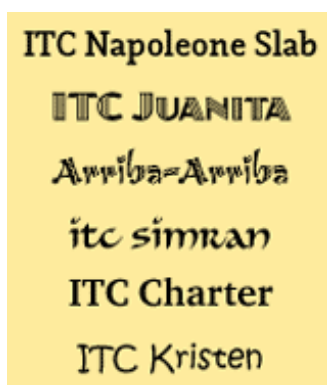 ITC Napoleone Slab
ITC JUANITA
Arriba-Arriba
itc simran
ITC Charter
ITC Kristen